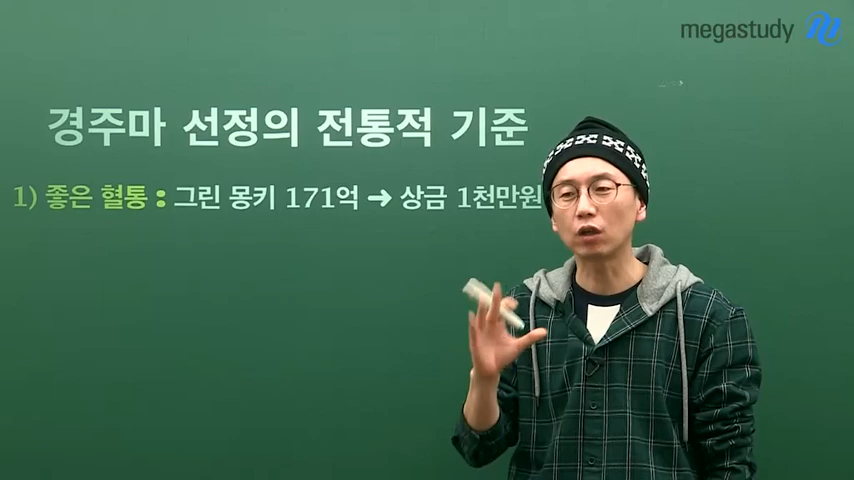 megastudy
경주마 선정의 전통적 기준
1) 좋은 혈통 : 그린 몽키 171억 ➜ 상금 1천만원